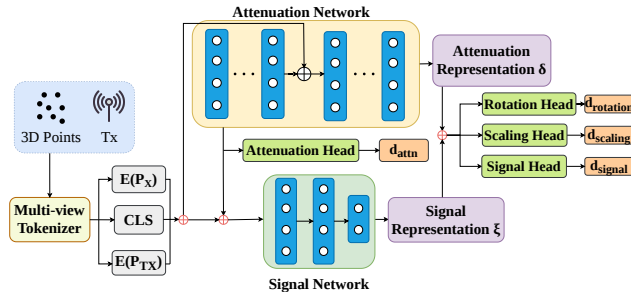 Attenuation Network
3D Points
Tx
Multi-view
Tokenizer
E(P_X)
CLS
E(P_TX)
Attenuation Head
d_attn
Signal Network
Attenuation
Representation δ
Signal
Representation ξ
Rotation Head
d_rotation
Scaling Head
d_scaling
Signal Head
d_signal